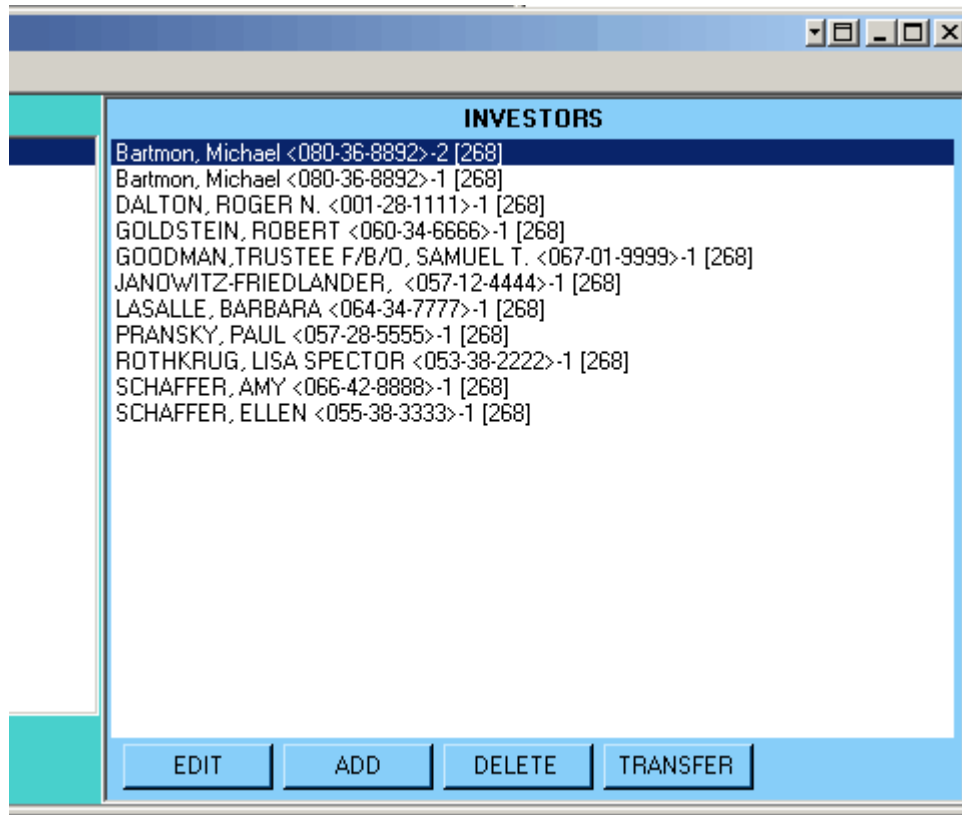 INVESTORS
Bartmon, Michael <080-36-8892>-2 [268]
Bartmon, Michael <080-36-8892>-1 [268]
DALTON, ROGER N. <001-28-1111>-1 [268]
GOLDSTEIN, ROBERT <060-34-6666>-1 [268]
GOODMAN,TRUSTEE F/B/O, SAMUEL T. <067-01-9999>-1 [268]
JANOWITZ-FRIEDLANDER,  <057-12-4444>-1 [268]
LASALLE, BARBARA <064-34-7777>-1 [268]
PRANSKY, PAUL <057-28-5555>-1 [268]
ROTHKRUG, LISA SPECTOR <053-38-2222>-1 [268]
SCHAFFER, AMY <066-42-8888>-1 [268]
SCHAFFER, ELLEN <055-38-3333>-1 [268]
EDIT ADD DELETE TRANSFER